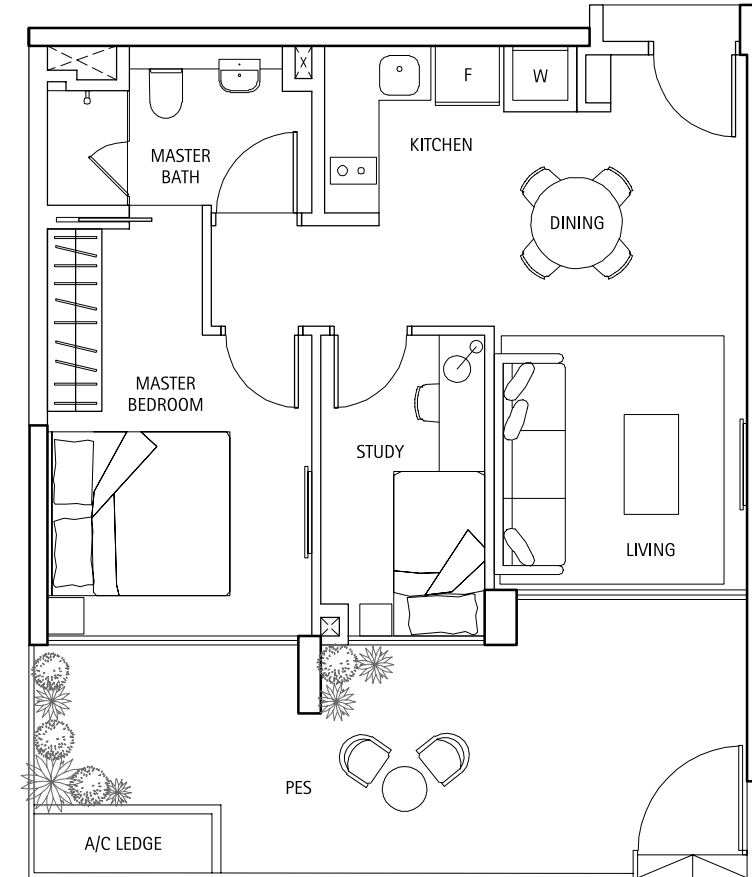 F
W
KITCHEN
MASTER
BATH
DINING
MASTER
BEDROOM
STUDY
LIVING
PES
A/C LEDGE